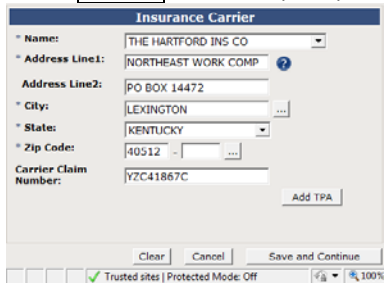 Insurance Carrier
* Name: THE HARTFORD INS CO
* Address Line1: NORTHEAST WORK COMP ?
Address Line2: PO BOX 14472
* City: LEXINGTON ...
* State: KENTUCKY
* Zip Code: 40512 - ...
Carrier Claim
Number: YZC41867C
Add TPA
Clear Cancel Save and Continue
Trusted sites | Protected Mode: Off 100%